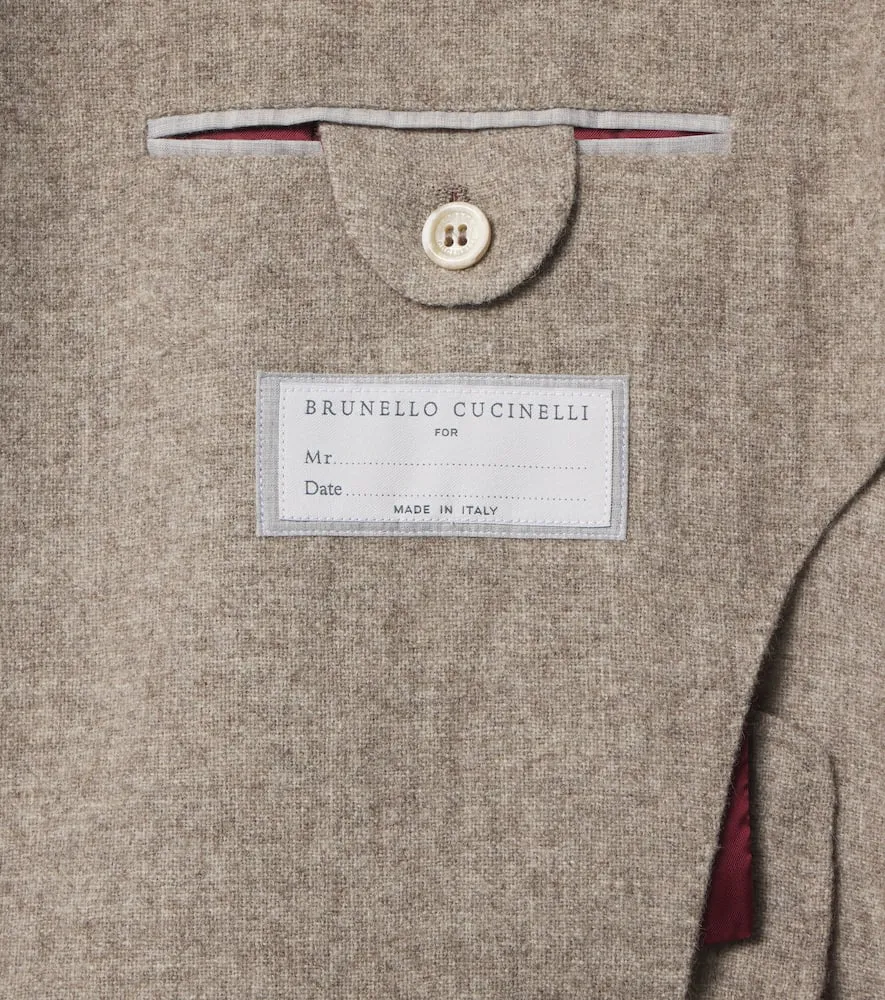 BRUNELLO CUCINELLI
FOR
Mr.................................................
Date...............................................
MADE IN ITALY